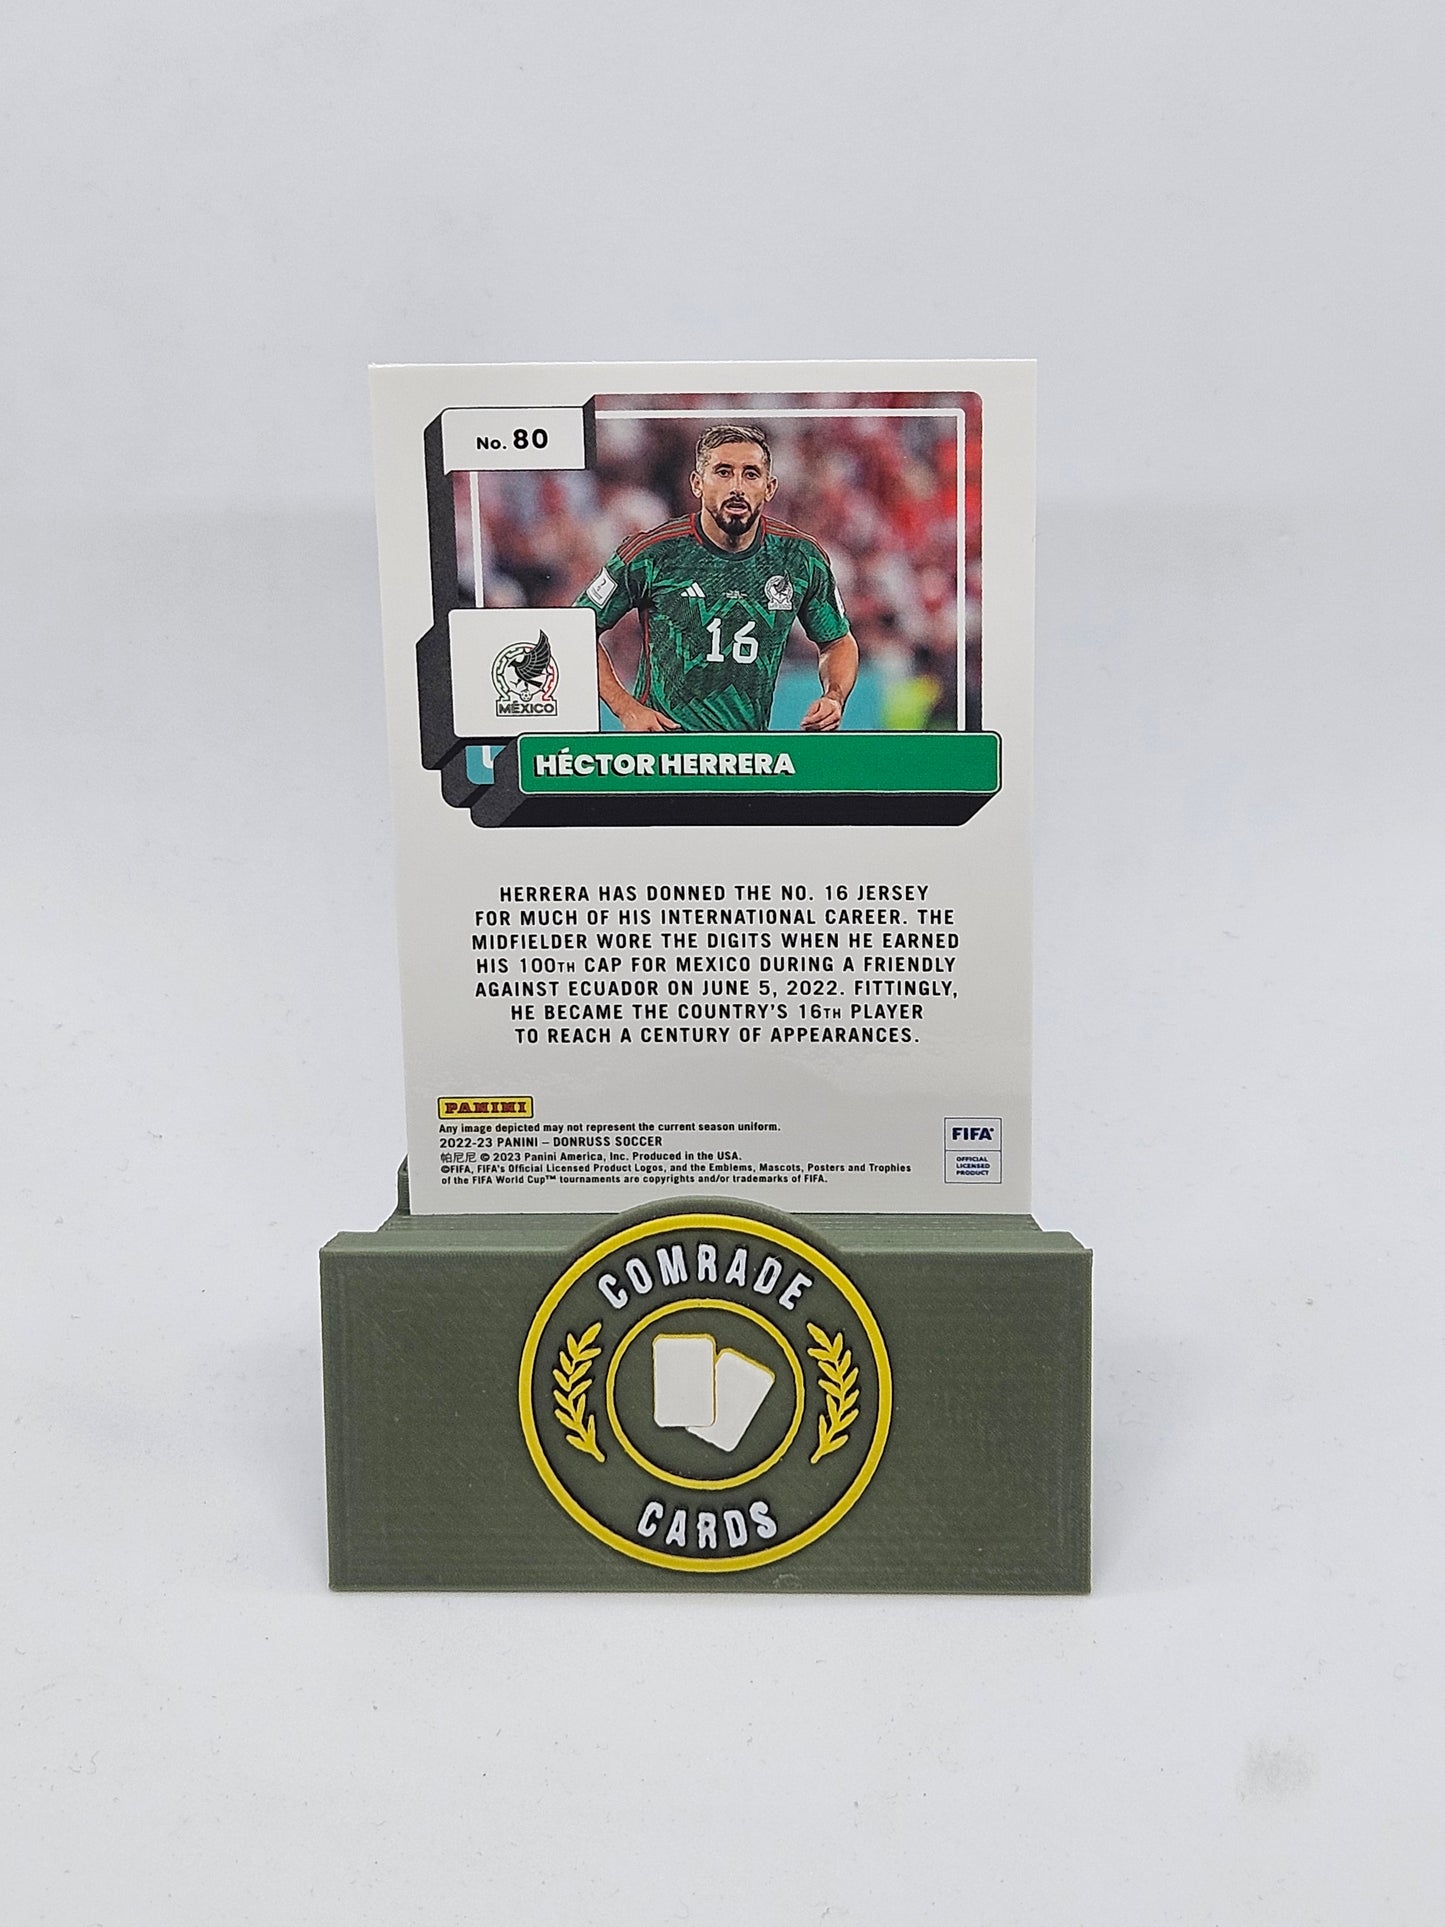 No. 80
16
MÉXICO
HÉCTOR HERRERA
HERRERA HAS DONNED THE NO. 16 JERSEY
FOR MUCH OF HIS INTERNATIONAL CAREER. THE
MIDFIELDER WORE THE DIGITS WHEN HE EARNED
HIS 100TH CAP FOR MEXICO DURING A FRIENDLY
AGAINST ECUADOR ON JUNE 5, 2022. FITTINGLY,
HE BECAME THE COUNTRY'S 16TH PLAYER
TO REACH A CENTURY OF APPEARANCES.
PANINI
Any image depicted may not represent the current season uniform.
2022-23 PANINI – DONRUSS SOCCER
帕尼尼 © 2023 Panini America, Inc. Produced in the USA.
©FIFA, FIFA's Official Licensed Product Logos, and the Emblems, Mascots, Posters and Trophies
of the FIFA World Cup™ tournaments are copyrights and/or trademarks of FIFA.
FIFA®
OFFICIAL
LICENSED
PRODUCT
COMRADE
CARDS